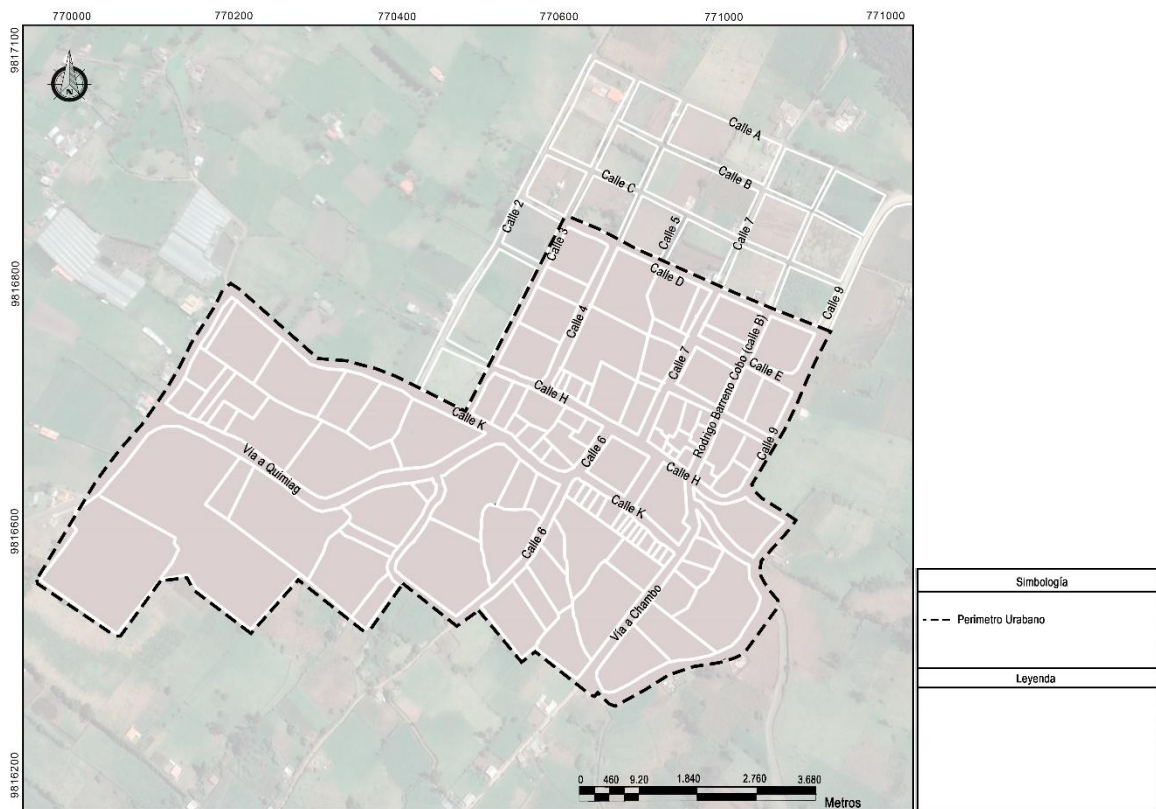 770000 770200 770400 770600 771000 771000
9817100
9816800
9816600
9816200
N
Calle A
Calle B
Calle C
Calle 2
Calle 3
Calle 5
Calle 7
Calle D
Calle 9
Calle 4
Calle 7
Rodrigo Barreno Cobo (calle B)
Calle E
Calle H
Calle K
Calle 6
Calle 9
Calle H
Vía a Quimiag
Calle K
Calle 6
Vía a Chambo
0 460 9.20 1.840 2.760 3.680
Metros
Simbología
Perimetro Urabano
Leyenda